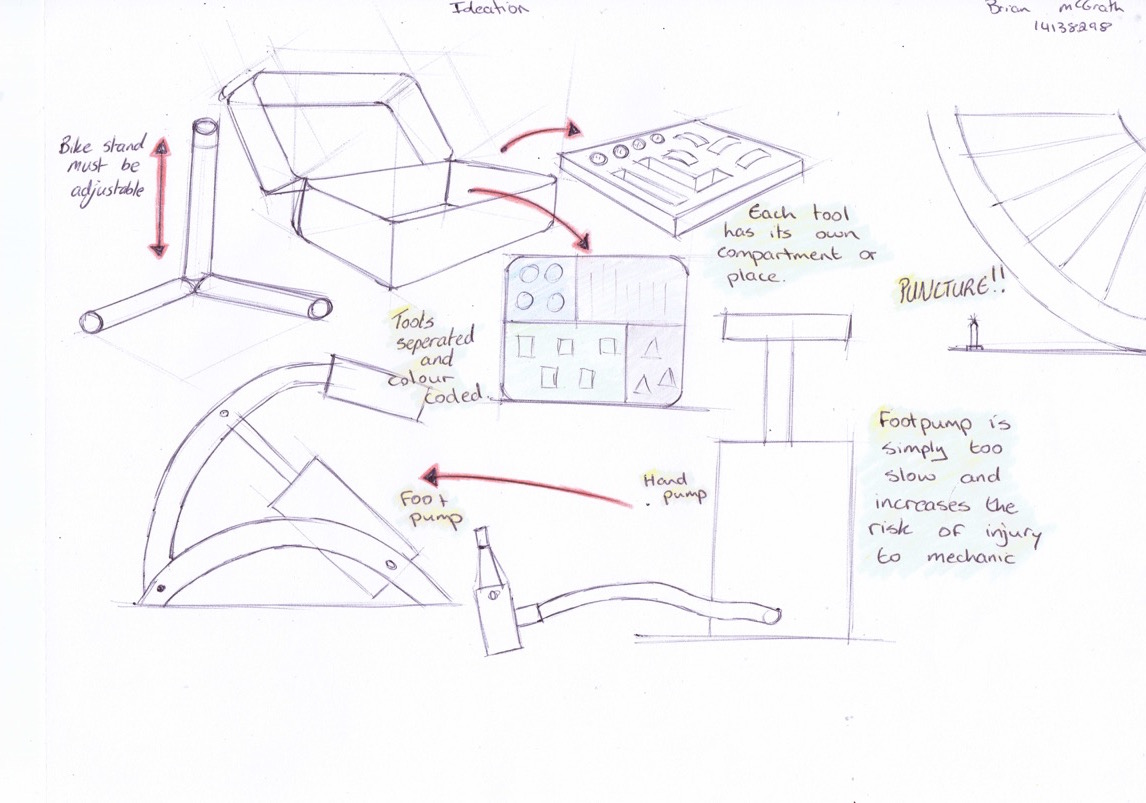 Ideation
Brian McGrath
14138298
Bike stand
must be
adjustable
Each tool
has its own
compartment or
place.
PUNCTURE!!
Tools
seperated
and
colour
coded.
Foot
pump
Hand
pump
Footpump is
simply too
slow and
increases the
risk of injury
to mechanic